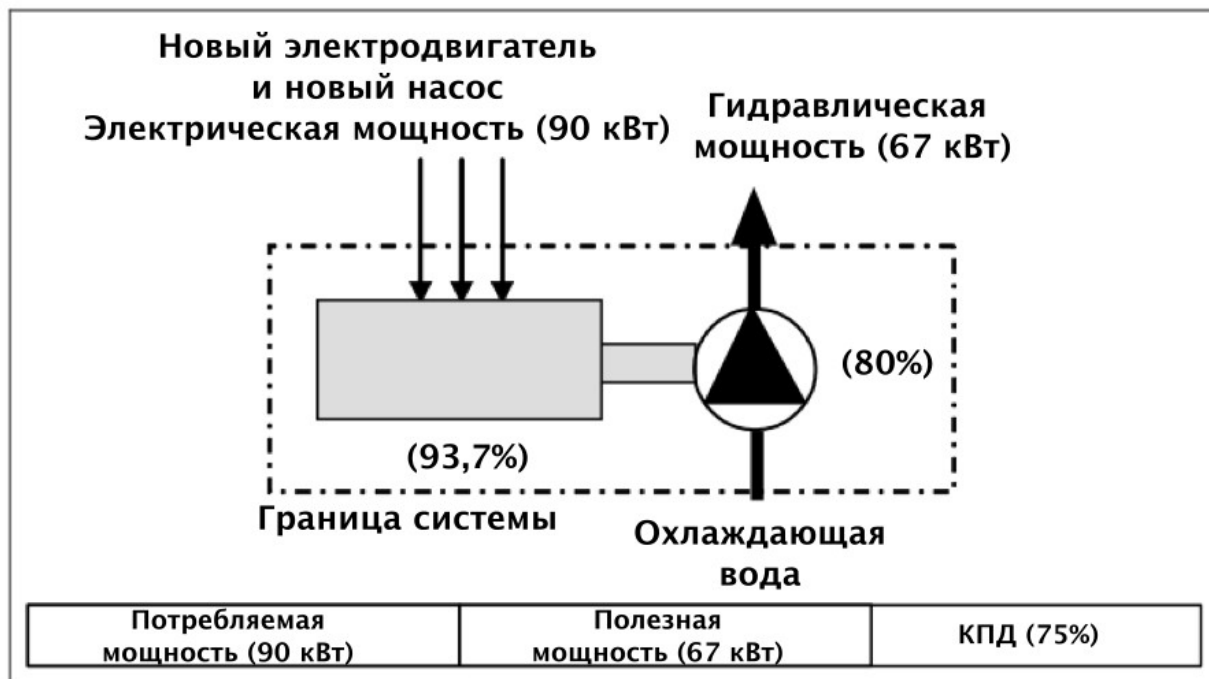 Новый электродвигатель
и новый насос
Электрическая мощность (90 кВт)
Гидравлическая
мощность (67 кВт)
(80%)
(93,7%)
Граница системы
Охлаждающая
вода
Потребляемая
мощность (90 кВт)
Полезная
мощность (67 кВт)
КПД (75%)